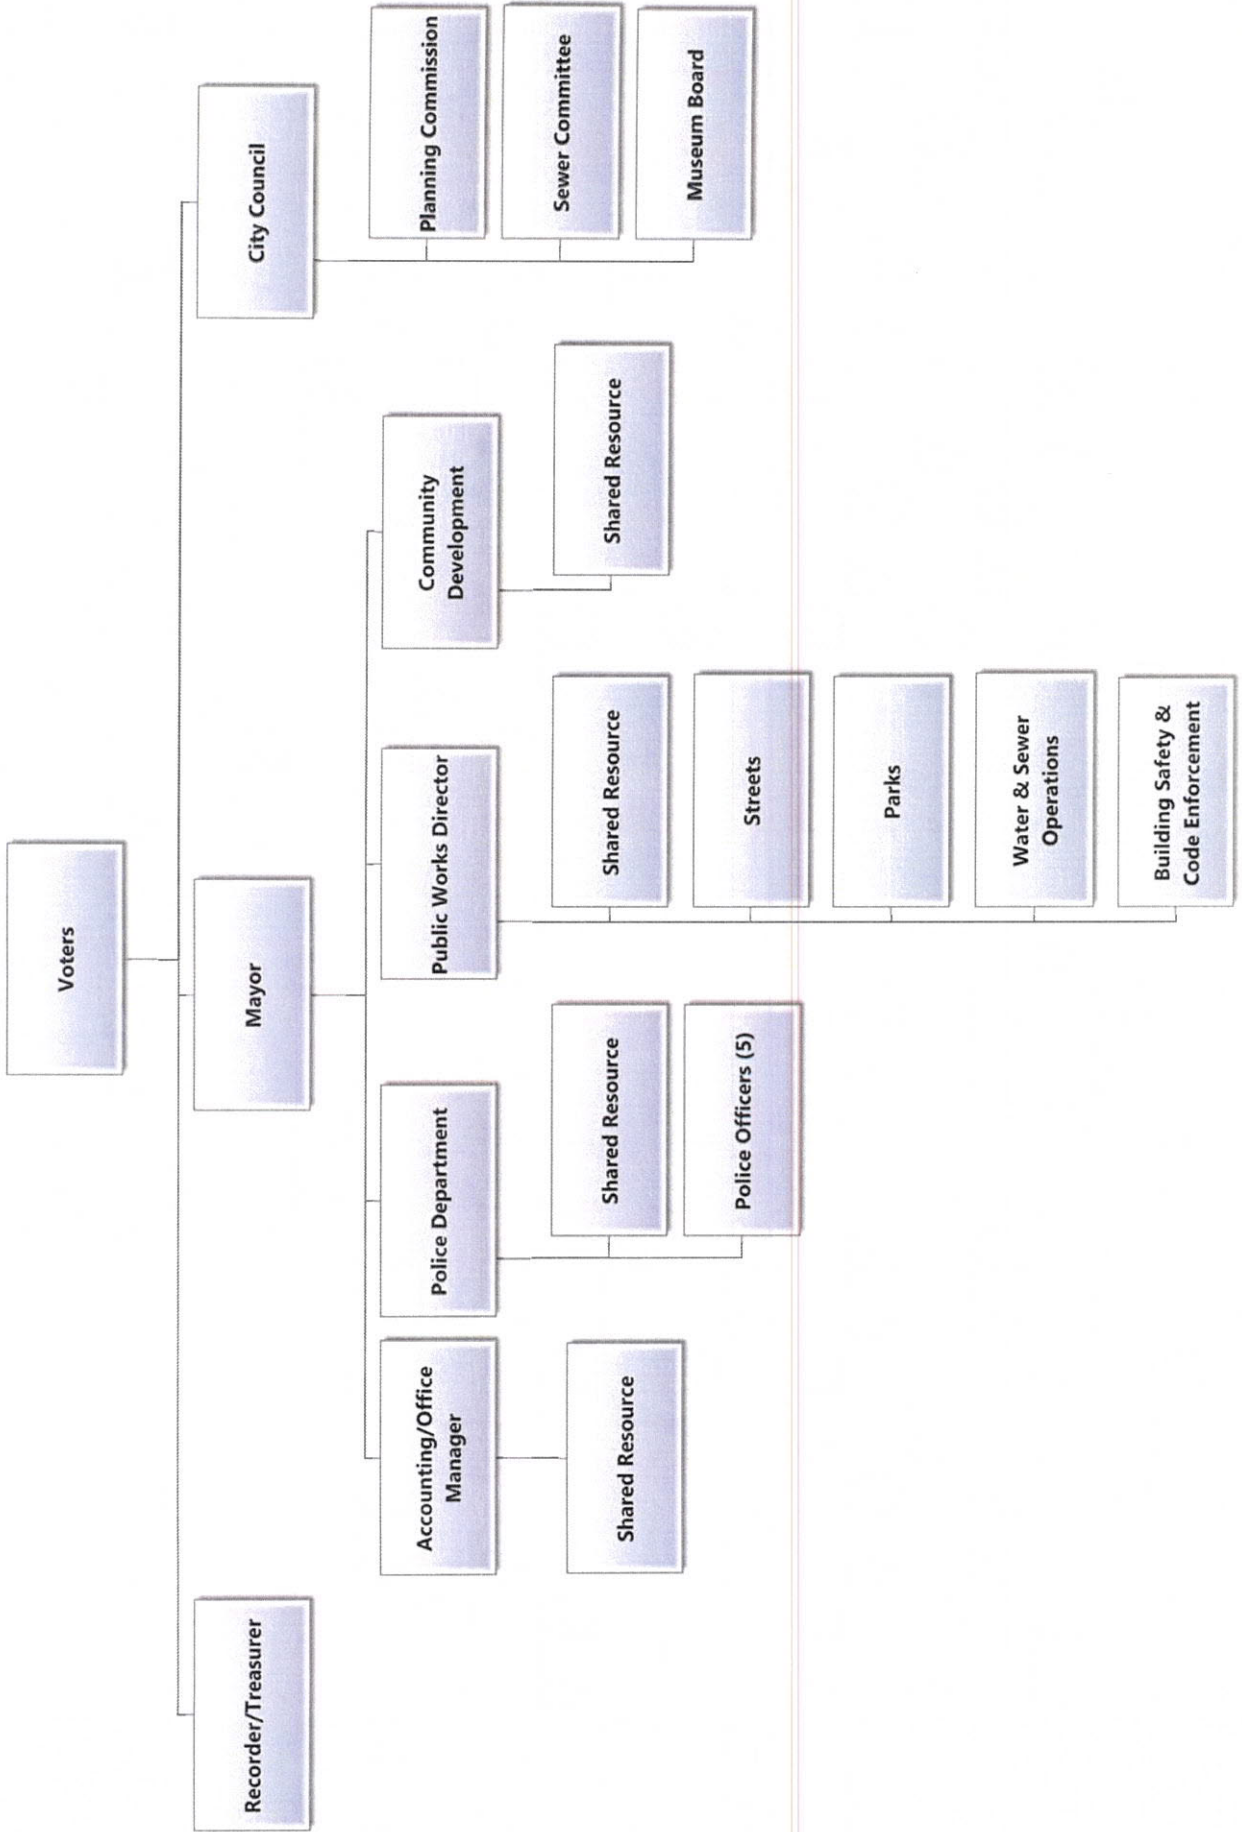 Voters
Recorder/Treasurer
Mayor
City Council
Accounting/Office
Manager
Police Department
Public Works Director
Community
Development
Planning Commission
Sewer Committee
Museum Board
Shared Resource
Shared Resource
Police Officers (5)
Shared Resource
Streets
Parks
Water & Sewer
Operations
Building Safety &
Code Enforcement
Shared Resource